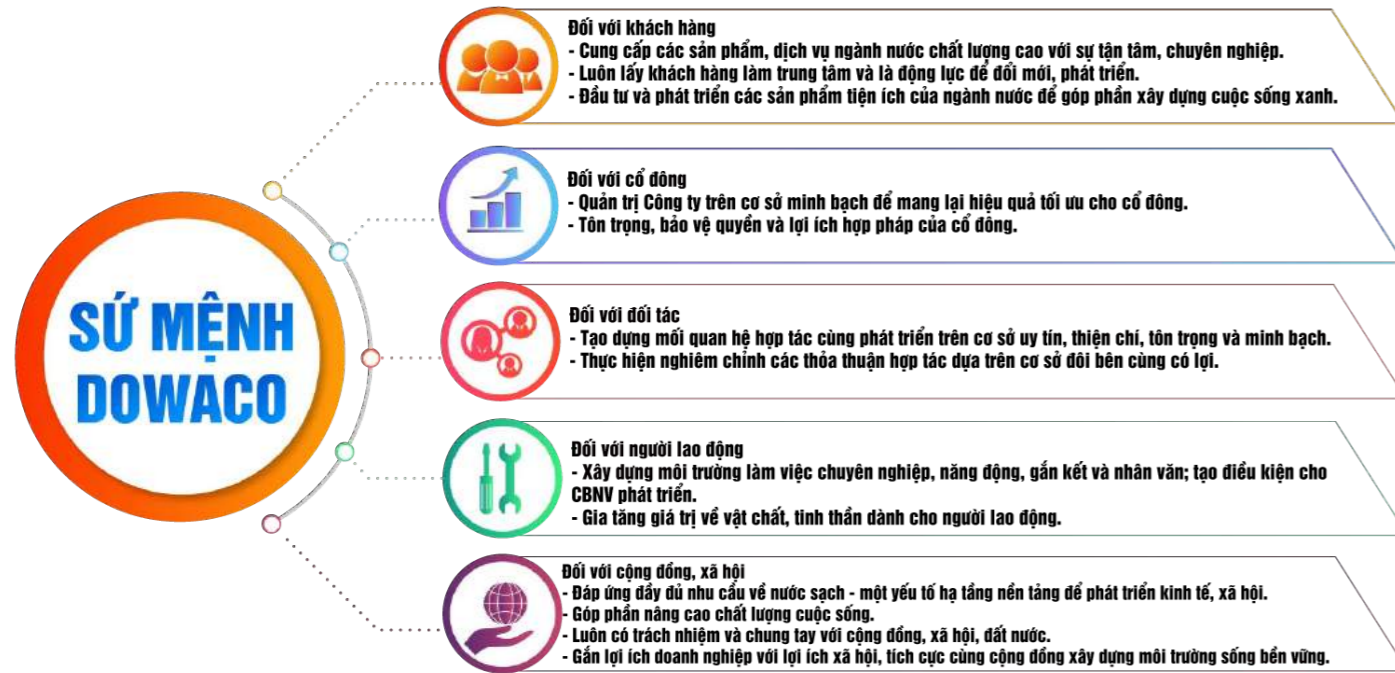 SỨ MỆNH
DOWACO
Đối với khách hàng
- Cung cấp các sản phẩm, dịch vụ ngành nước chất lượng cao với sự tận tâm, chuyên nghiệp.
- Luôn lấy khách hàng làm trung tâm và là động lực để đổi mới, phát triển.
- Đầu tư và phát triển các sản phẩm tiện ích của ngành nước để góp phần xây dựng cuộc sống xanh.
Đối với cổ đông
- Quản trị Công ty trên cơ sở minh bạch để mang lại hiệu quả tối ưu cho cổ đông.
- Tôn trọng, bảo vệ quyền và lợi ích hợp pháp của cổ đông.
Đối với đối tác
- Tạo dựng mối quan hệ hợp tác cùng phát triển trên cơ sở uy tín, thiện chí, tôn trọng và minh bạch.
- Thực hiện nghiêm chỉnh các thỏa thuận hợp tác dựa trên cơ sở đôi bên cùng có lợi.
Đối với người lao động
- Xây dựng môi trường làm việc chuyên nghiệp, năng động, gắn kết và nhân văn; tạo điều kiện cho
CBNV phát triển.
- Gia tăng giá trị về vật chất, tinh thần dành cho người lao động.
Đối với cộng đồng, xã hội
- Đáp ứng đầy đủ nhu cầu về nước sạch - một yếu tố hạ tầng nền tảng để phát triển kinh tế, xã hội.
- Góp phần nâng cao chất lượng cuộc sống.
- Luôn có trách nhiệm và chung tay với cộng đồng, xã hội, đất nước.
- Gắn lợi ích doanh nghiệp với lợi ích xã hội, tích cực cùng cộng đồng xây dựng môi trường sống bền vững.